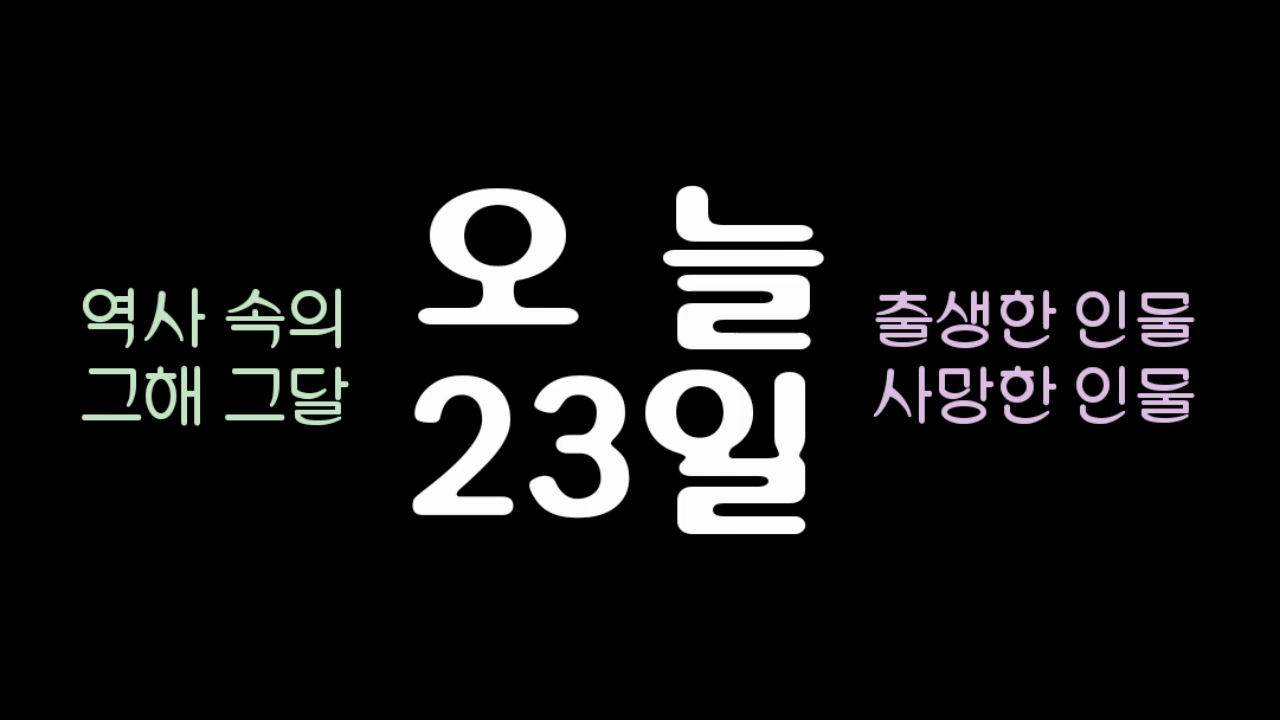 역사 속의
그해 그달
오 늘
23일
출생한 인물
사망한 인물